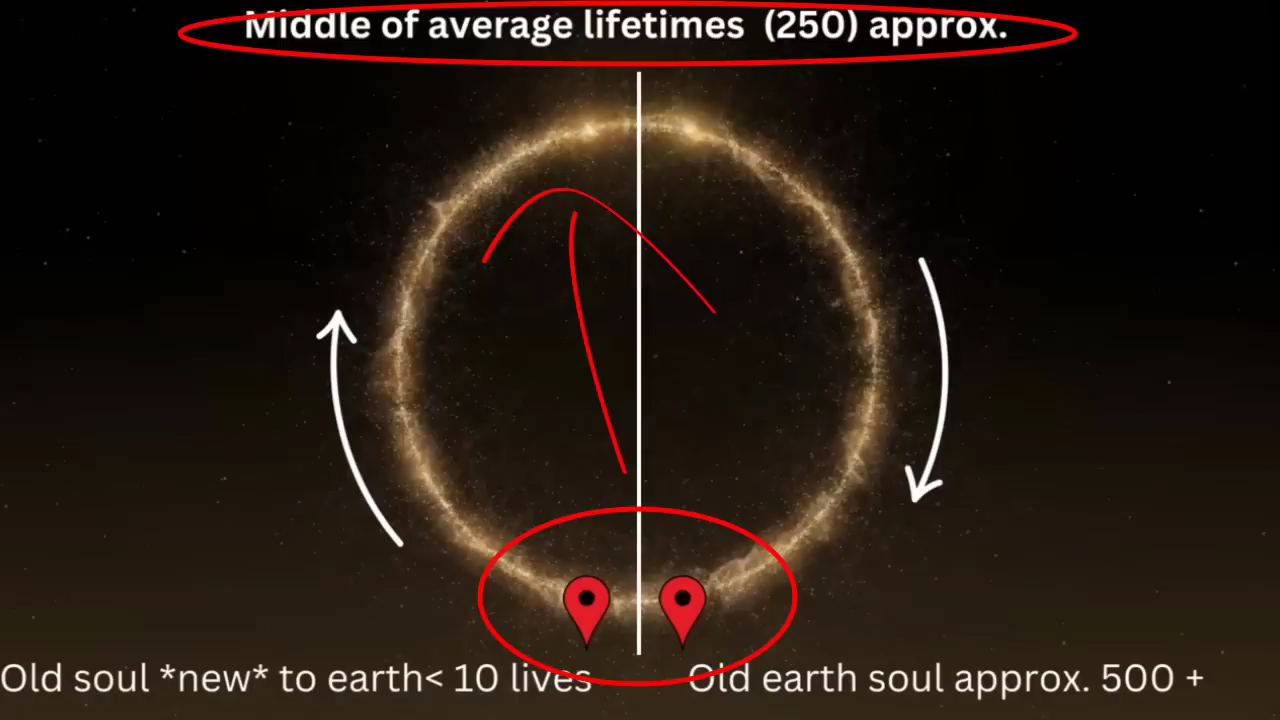 Middle of average lifetimes (250) approx.
Old soul *new* to earth< 10 lives
Old earth soul approx. 500 +